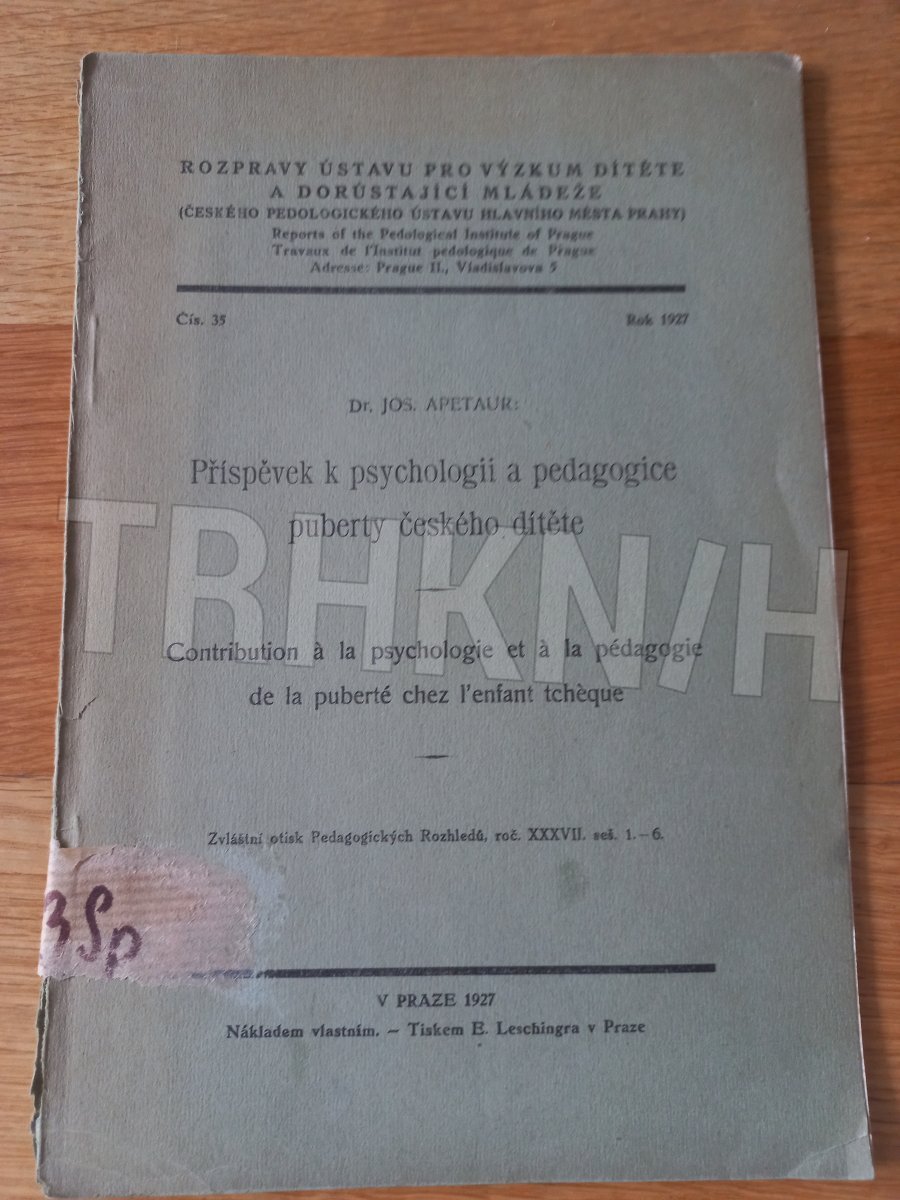 ROZPRAVY ÚSTAVU PRO VÝZKUM DÍTĚTE
A DORŮSTAJÍCÍ MLÁDEŽE
(ČESKÉHO PEDOLOGICKÉHO ÚSTAVU HLAVNÍHO MĚSTA PRAHY)
Reports of the Pedological Institute of Prague
Travaux de l'Institut pedologique de Prague
Adresse: Prague II., Vladislavova 5
Čís. 35 Rok 1927
Dr. JOS. APETAUR:
Příspěvek k psychologii a pedagogice
puberty českého dítěte
TRHKN/H
Contribution à la psychologie et à la pédagogie
de la puberté chez l'enfant tchèque
Zvláštní otisk Pedagogických Rozhledů, roč. XXXVII. seš. 1.–6.
3Sp
V PRAZE 1927
Nákladem vlastním. – Tiskem E. Leschingra v Praze